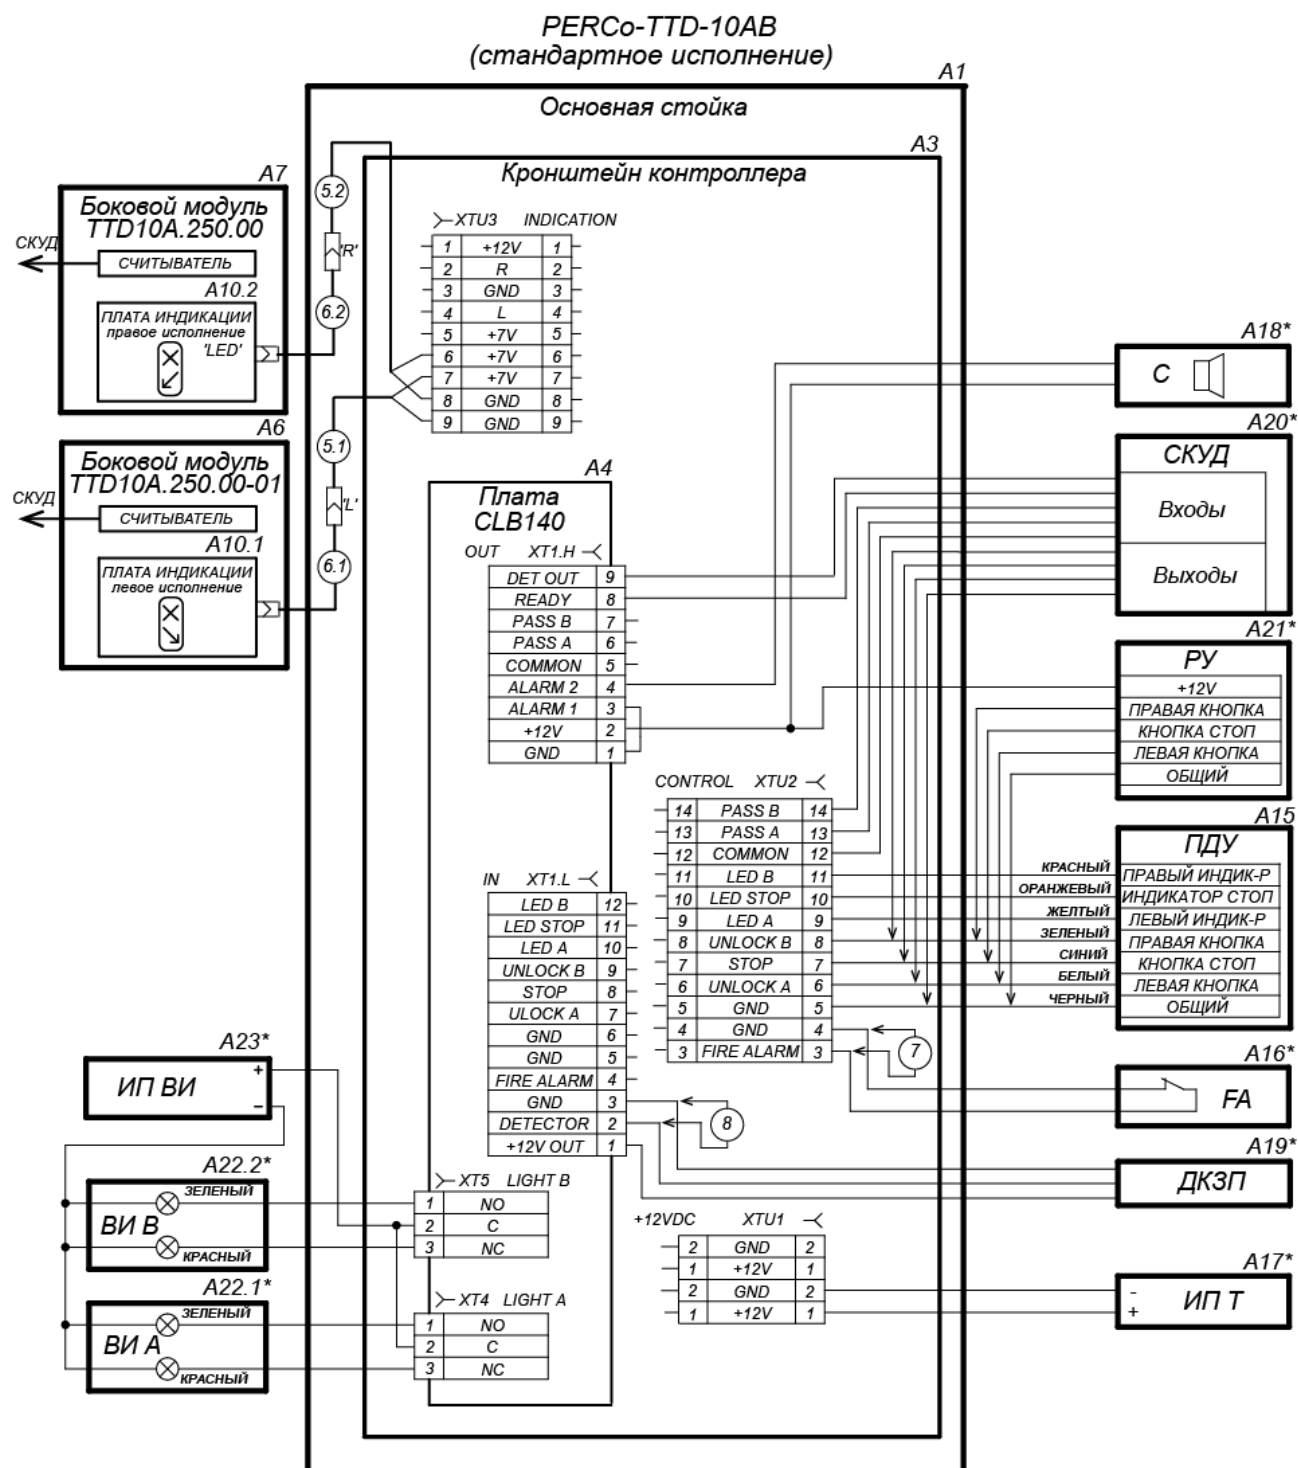 PERCo-TTD-10AB
(стандартное исполнение)
A1
Основная стойка
A3
Кронштейн контроллера
A7
Боковой модуль
TTD10A.250.00
СКУД
СЧИТЫВАТЕЛЬ
A10.2
ПЛАТА ИНДИКАЦИИ
правое исполнение
'LED'
5.2
'R'
6.2
XTU3 INDICATION
1 +12V 1
2 R 2
3 GND 3
4 L 4
5 +7V 5
6 +7V 6
7 +7V 7
8 GND 8
9 GND 9
A6
Боковой модуль
TTD10A.250.00-01
СКУД
СЧИТЫВАТЕЛЬ
A10.1
ПЛАТА ИНДИКАЦИИ
левое исполнение
5.1
'L'
6.1
A4
Плата
CLB140
OUT XT1.H
DET OUT 9
READY 8
PASS B 7
PASS A 6
COMMON 5
ALARM 2 4
ALARM 1 3
+12V 2
GND 1
A18*
C
A20*
СКУД
Входы
Выходы
A21*
РУ
+12V
ПРАВАЯ КНОПКА
КНОПКА СТОП
ЛЕВАЯ КНОПКА
ОБЩИЙ
CONTROL XTU2
14 PASS B 14
13 PASS A 13
12 COMMON 12
11 LED B 11
10 LED STOP 10
9 LED A 9
8 UNLOCK B 8
7 STOP 7
6 UNLOCK A 6
5 GND 5
4 GND 4
3 FIRE ALARM 3
7
A15
ПДУ
КРАСНЫЙ ПРАВЫЙ ИНДИК-Р
ОРАНЖЕВЫЙ ИНДИКАТОР СТОП
ЖЕЛТЫЙ ЛЕВЫЙ ИНДИК-Р
ЗЕЛЕНЫЙ ПРАВАЯ КНОПКА
СИНИЙ КНОПКА СТОП
БЕЛЫЙ ЛЕВАЯ КНОПКА
ЧЕРНЫЙ ОБЩИЙ
IN XT1.L
LED B 12
LED STOP 11
LED A 10
UNLOCK B 9
STOP 8
ULOCK A 7
GND 6
GND 5
FIRE ALARM 4
GND 3
DETECTOR 2
+12V OUT 1
8
A16*
FA
A19*
ДКЗП
A23*
ИП ВИ
+
–
A22.2*
ЗЕЛЕНЫЙ
ВИ В
КРАСНЫЙ
XT5 LIGHT B
1 NO
2 C
3 NC
A22.1*
ЗЕЛЕНЫЙ
ВИ А
КРАСНЫЙ
XT4 LIGHT A
1 NO
2 C
3 NC
+12VDC XTU1
2 GND 2
1 +12V 1
2 GND 2
1 +12V 1
A17*
-
+
ИП Т